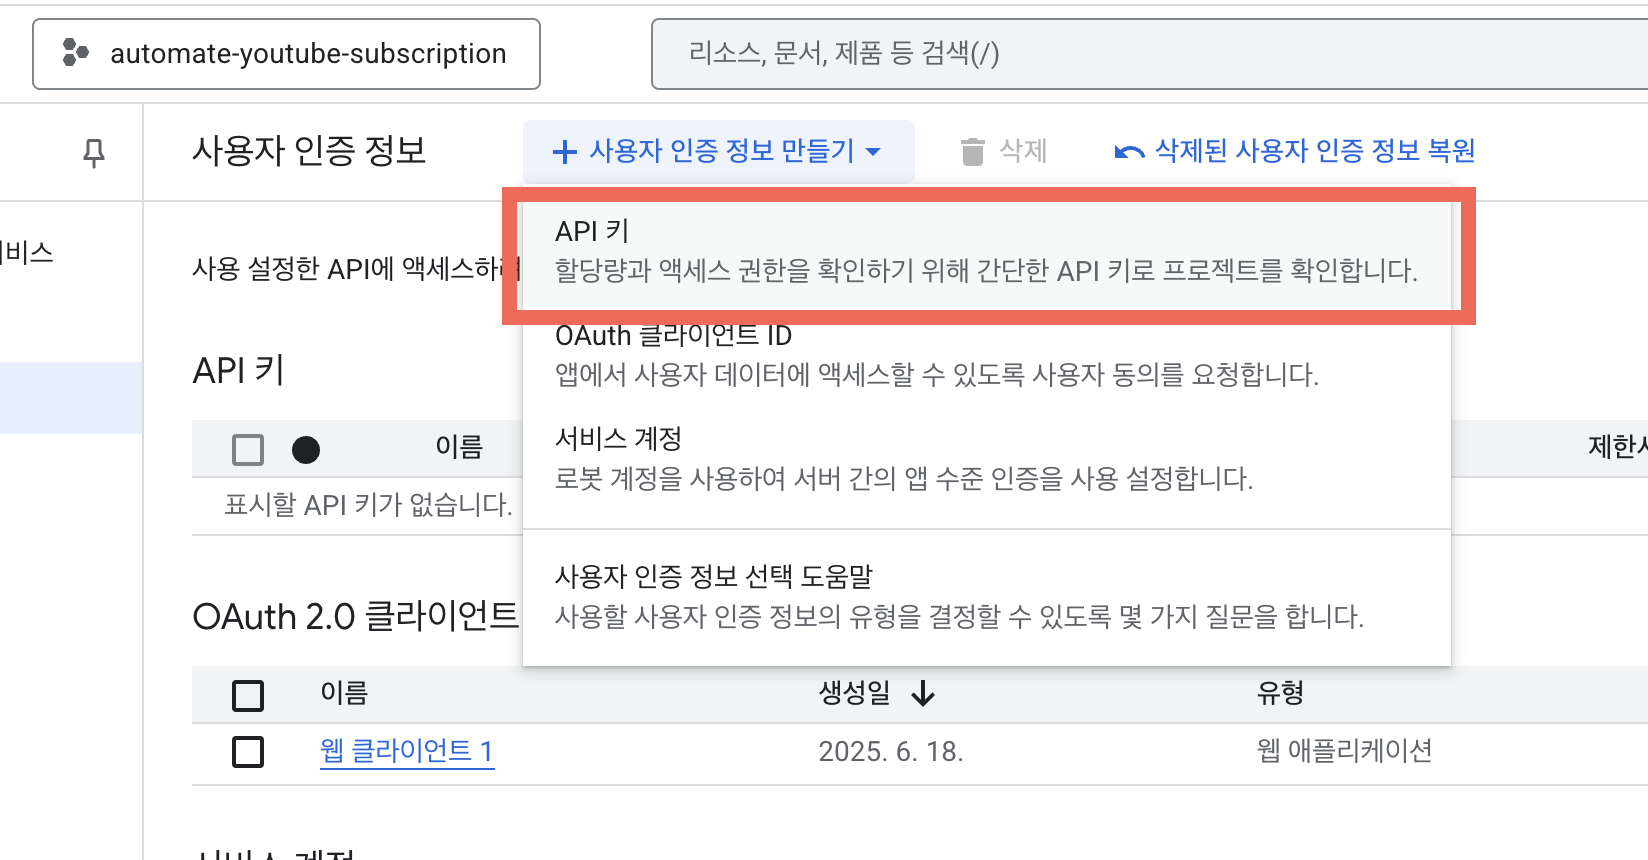 automate-youtube-subscription
리소스, 문서, 제품 등 검색(/)
사용자 인증 정보
사용자 인증 정보 만들기
삭제
삭제된 사용자 인증 정보 복원
비스
사용 설정한 API에 액세스하려
API 키
할당량과 액세스 권한을 확인하기 위해 간단한 API 키로 프로젝트를 확인합니다.
OAuth 클라이언트 ID
앱에서 사용자 데이터에 액세스할 수 있도록 사용자 동의를 요청합니다.
서비스 계정
로봇 계정을 사용하여 서버 간의 앱 수준 인증을 사용 설정합니다.
사용자 인증 정보 선택 도움말
사용할 사용자 인증 정보의 유형을 결정할 수 있도록 몇 가지 질문을 합니다.
API 키
이름
제한사
표시할 API 키가 없습니다.
OAuth 2.0 클라이언트
이름 생성일 유형
웹 클라이언트 1 2025. 6. 18. 웹 애플리케이션
서비스 계정